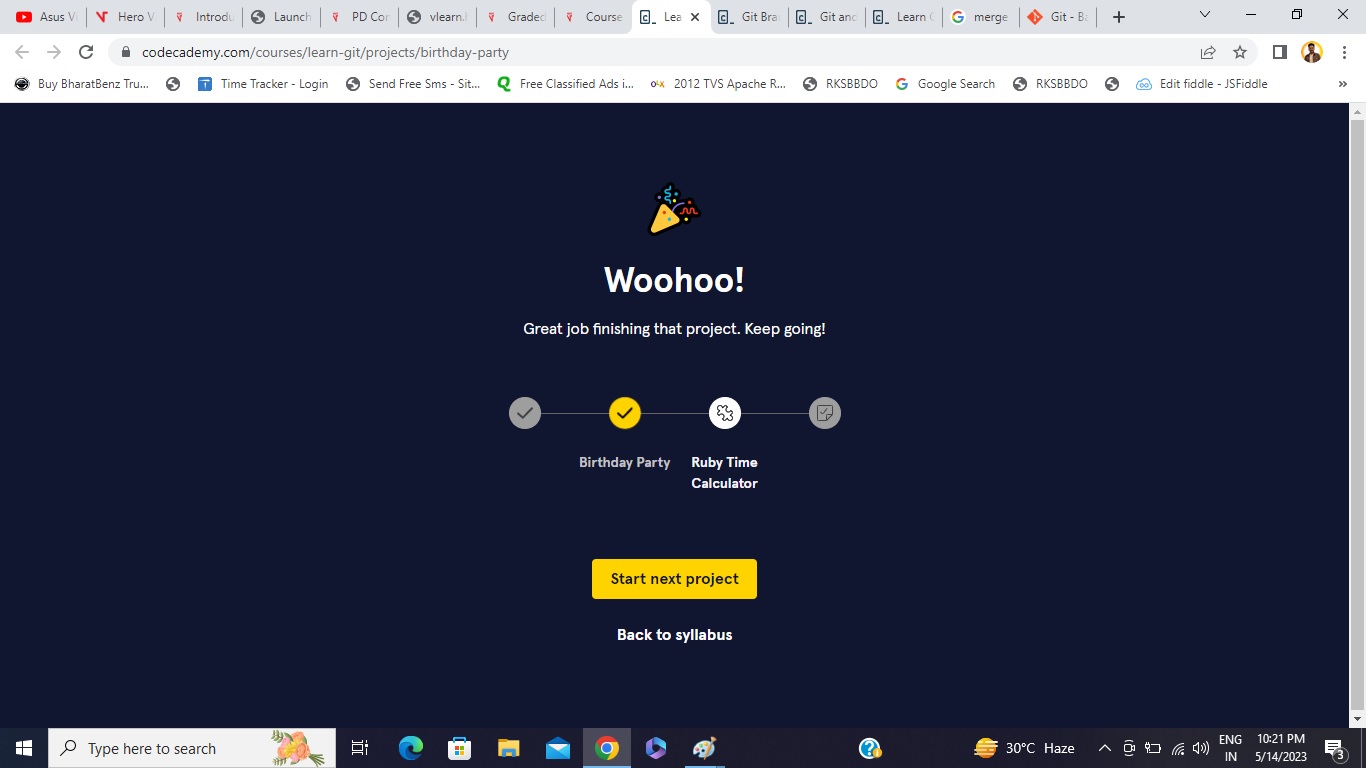 Asus Vi
Hero V
Introdu
Launch
PD Cor
vlearn.h
Graded
Course
Lea
Git Bra
Git and
Learn G
merge
Git - Ba
codecademy.com/courses/learn-git/projects/birthday-party
Buy BharatBenz Tru...
Time Tracker - Login
Send Free Sms - Sit...
Free Classified Ads i...
OLX
2012 TVS Apache R...
RKSBBDO
Google Search
RKSBBDO
Edit fiddle - JSFiddle
»
Woohoo!
Great job finishing that project. Keep going!
Birthday Party
Ruby Time
Calculator
Start next project
Back to syllabus
Type here to search
30°C Haze
ENG
IN
10:21 PM
5/14/2023
3